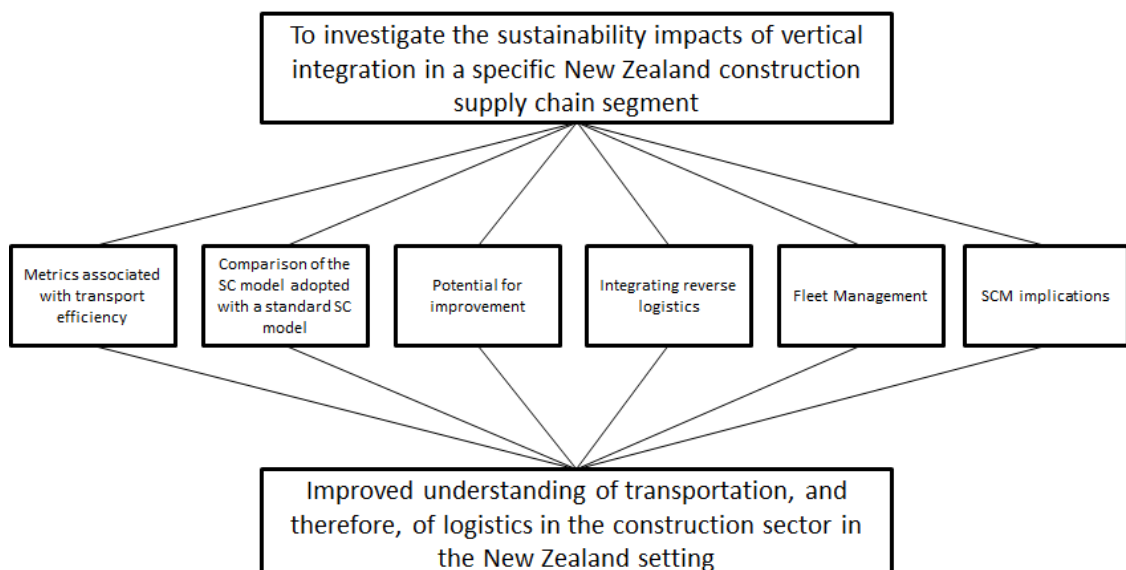 To investigate the sustainability impacts of vertical
integration in a specific New Zealand construction
supply chain segment
Metrics associated
with transport
efficiency
Comparison of the
SC model adopted
with a standard SC
model
Potential for
improvement
Integrating reverse
logistics
Fleet Management
SCM implications
Improved understanding of transportation, and
therefore, of logistics in the construction sector in
the New Zealand setting